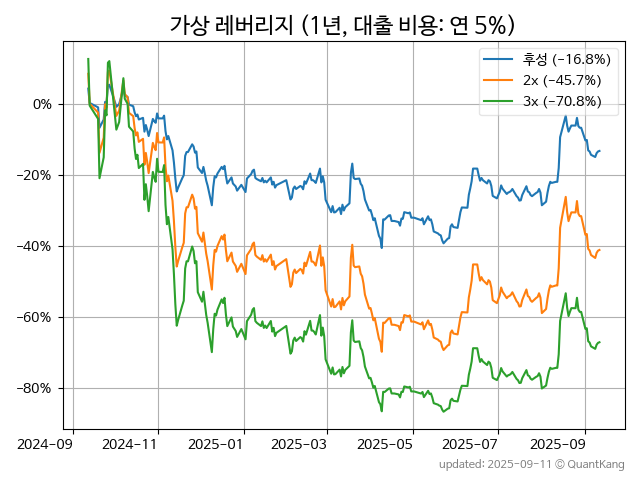 가상 레버리지 (1년, 대출 비용: 연 5%)
후성 (−16.8%)
2x (−45.7%)
3x (−70.8%)
0%
−20%
−40%
−60%
−80%
2024-09 2024-11 2025-01 2025-03 2025-05 2025-07 2025-09
updated: 2025-09-11 © QuantKang